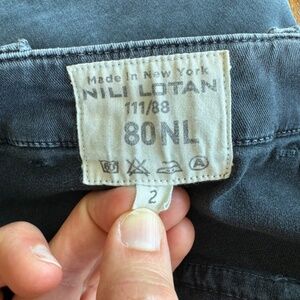 Made in New York
NILI LOTAN
111/88
80NL
2